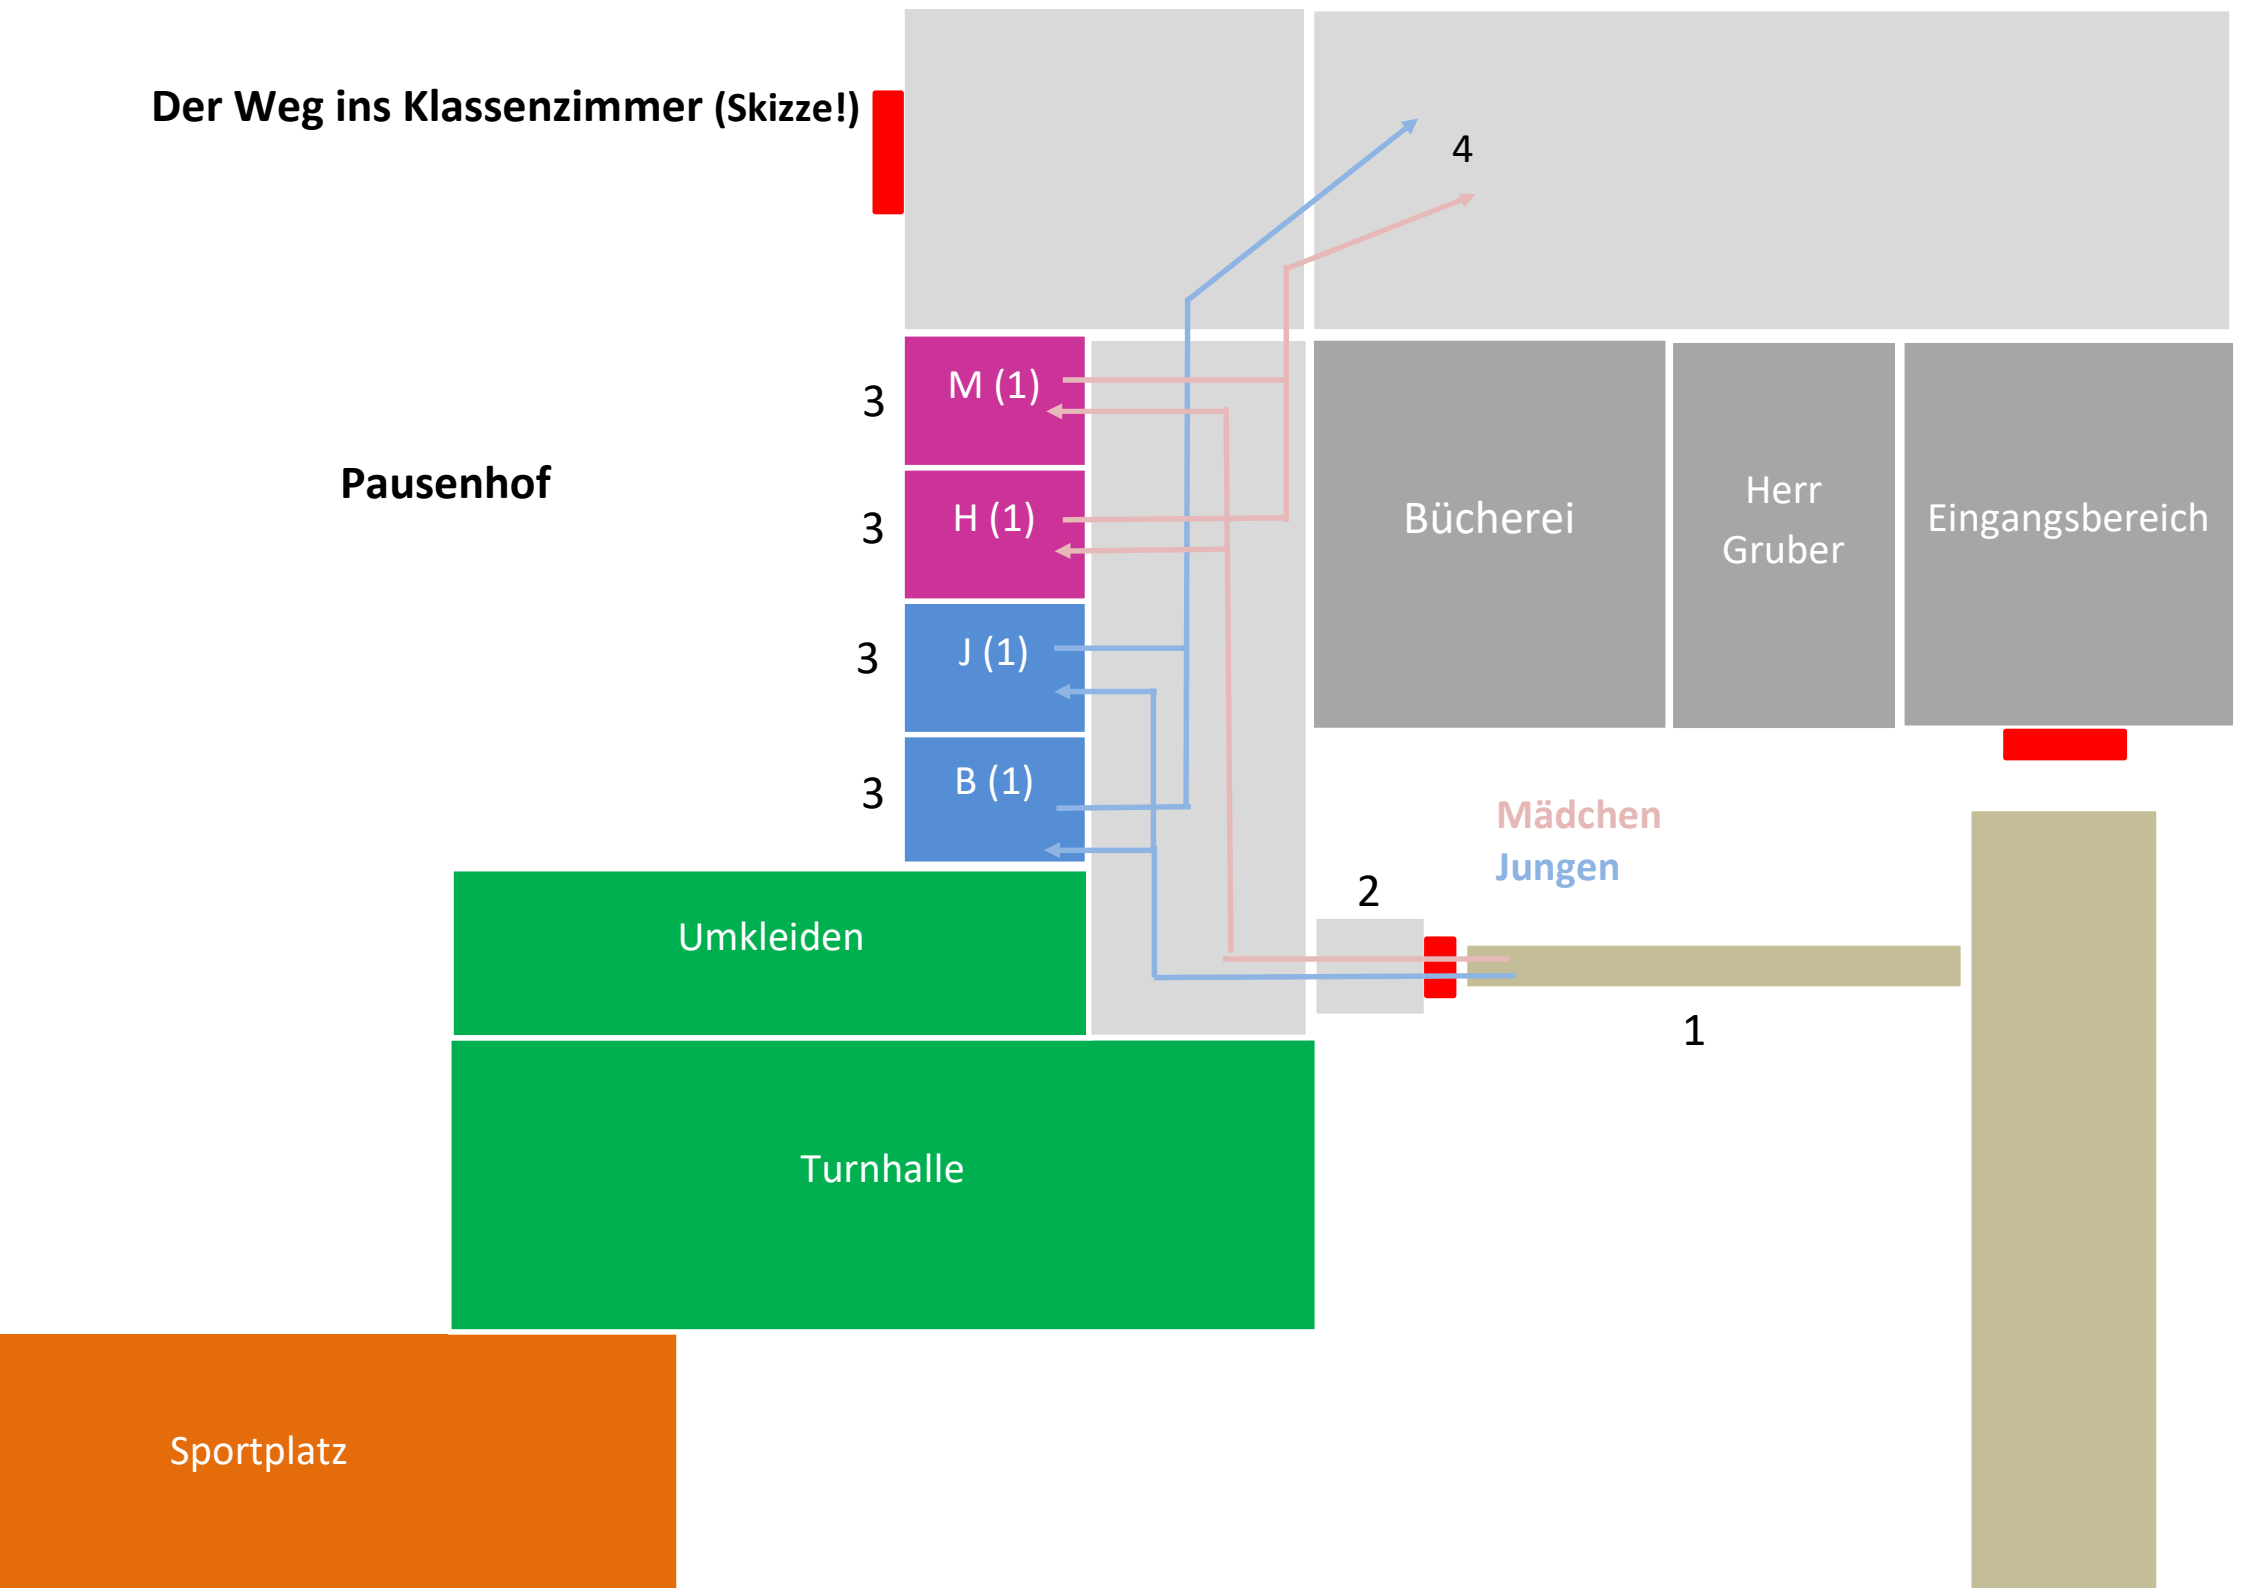 Der Weg ins Klassenzimmer (Skizze!)
4
3
M (1)
Pausenhof
3
H (1)
Bücherei
Herr
Gruber
Eingangsbereich
3
J (1)
3
B (1)
Mädchen
Jungen
2
Umkleiden
1
Turnhalle
Sportplatz